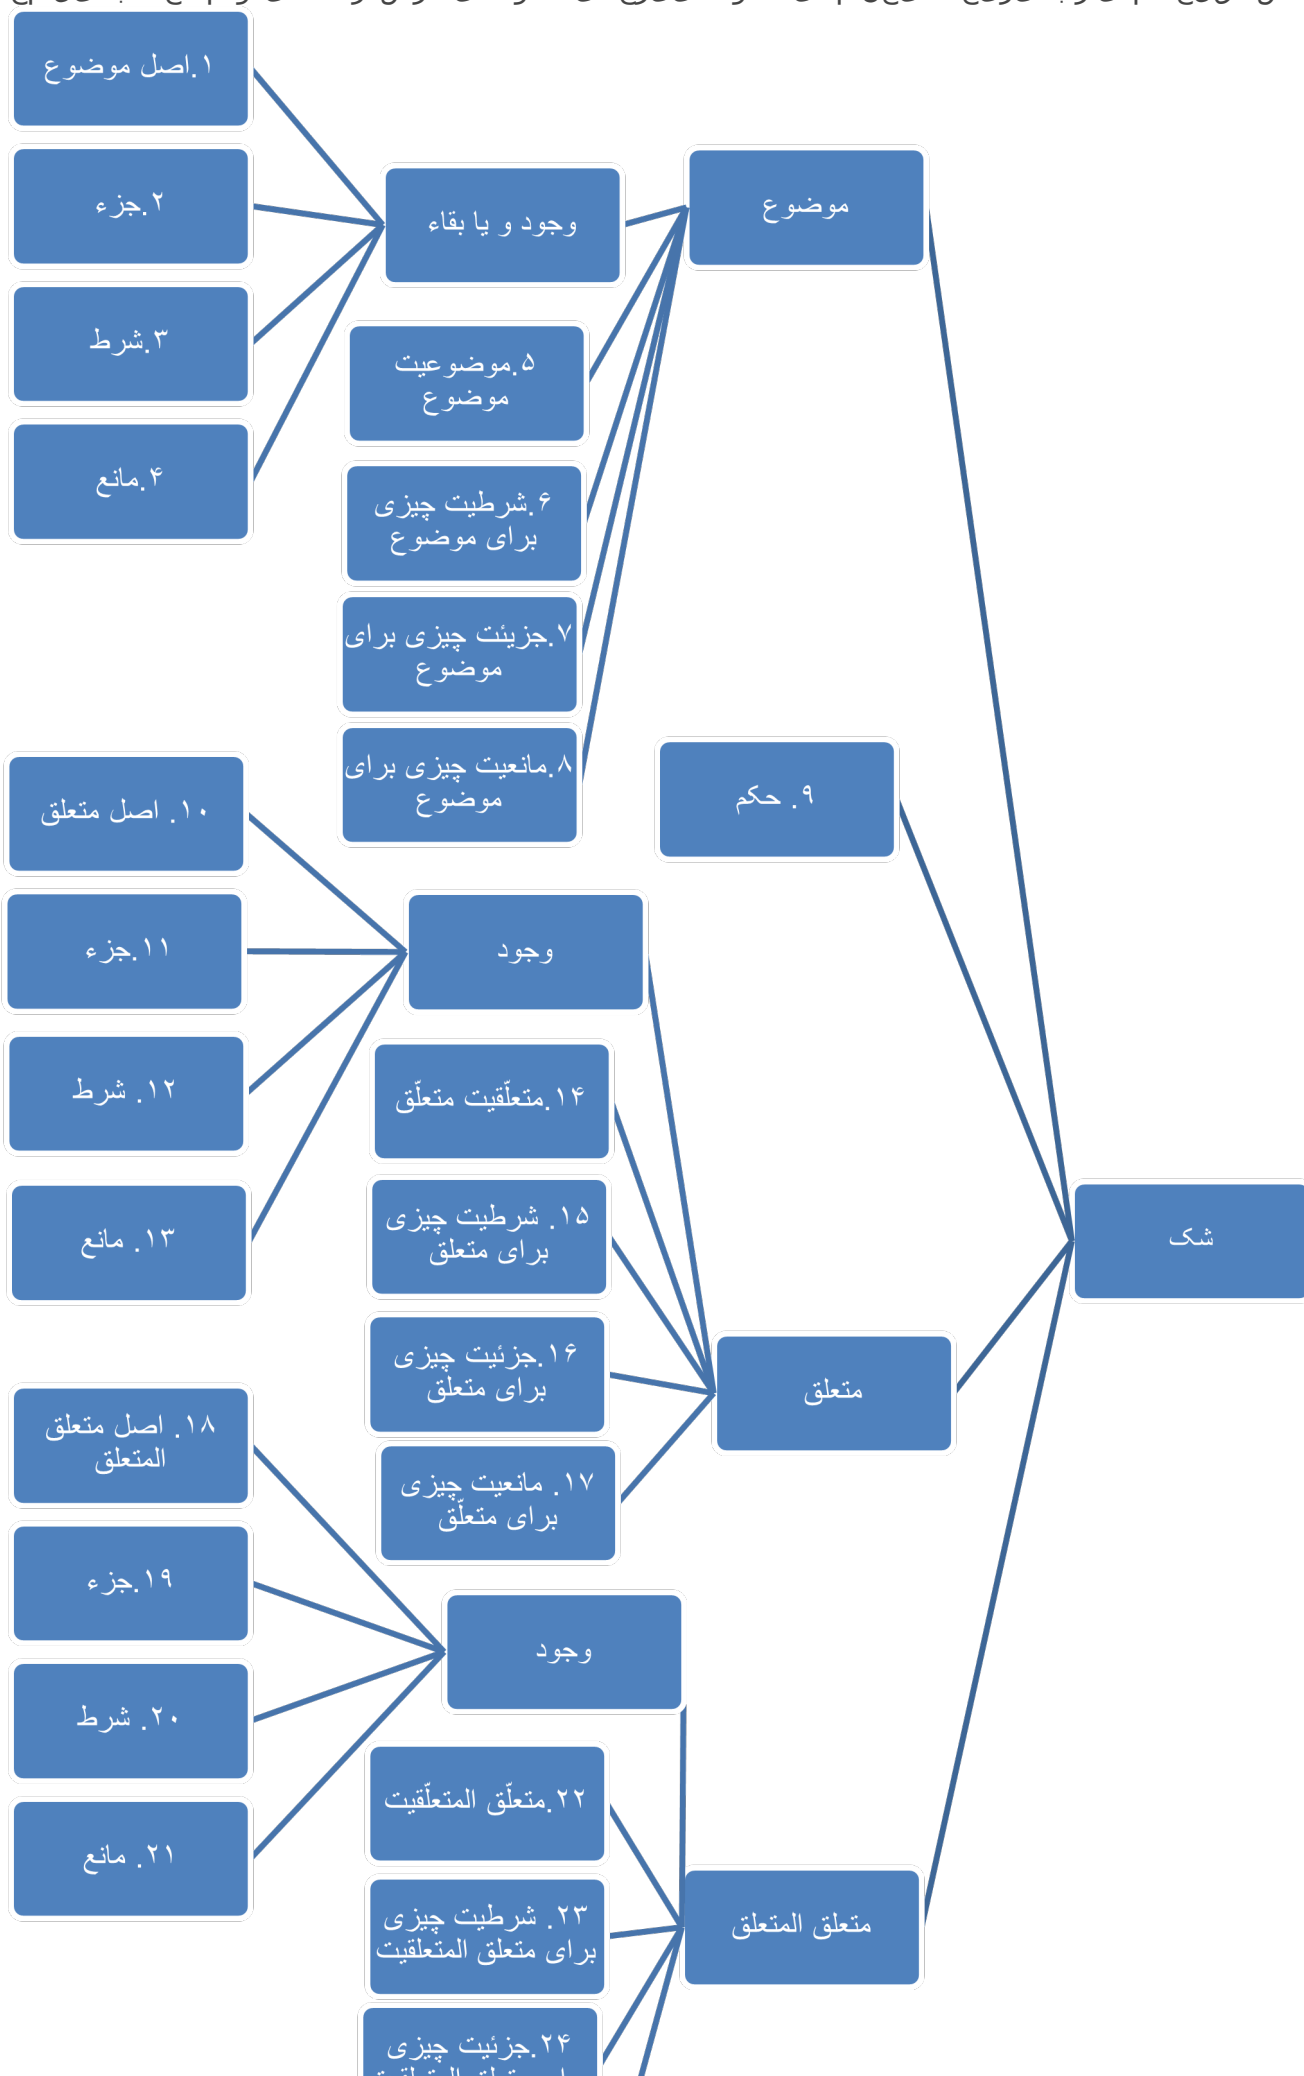 ۱.اصل موضوع
موضوع
۲.جزء
وجود و یا بقاء
۳.شرط
۵.موضوعیت
موضوع
۴.مانع
۶.شرطیت چیزی
برای موضوع
۷.جزیئت چیزی برای
موضوع
۸.مانعیت چیزی برای
موضوع
۹. حکم
۱۰. اصل متعلق
وجود
۱۱.جزء
۱۲. شرط
۱۴.متعلّقیت متعلّق
۱۵. شرطیت چیزی
برای متعلق
شک
۱۳. مانع
۱۶.جزئیت چیزی
برای متعلق
متعلق
۱۸. اصل متعلق
المتعلق
۱۷. مانعیت چیزی
برای متعلّق
۱۹.جزء
وجود
۲۰. شرط
۲۲.متعلّق المتعلّقیت
۲۱. مانع
متعلق المتعلق
۲۳. شرطیت چیزی
برای متعلق المتعلقیت
۲۴.جزئیت چیزی